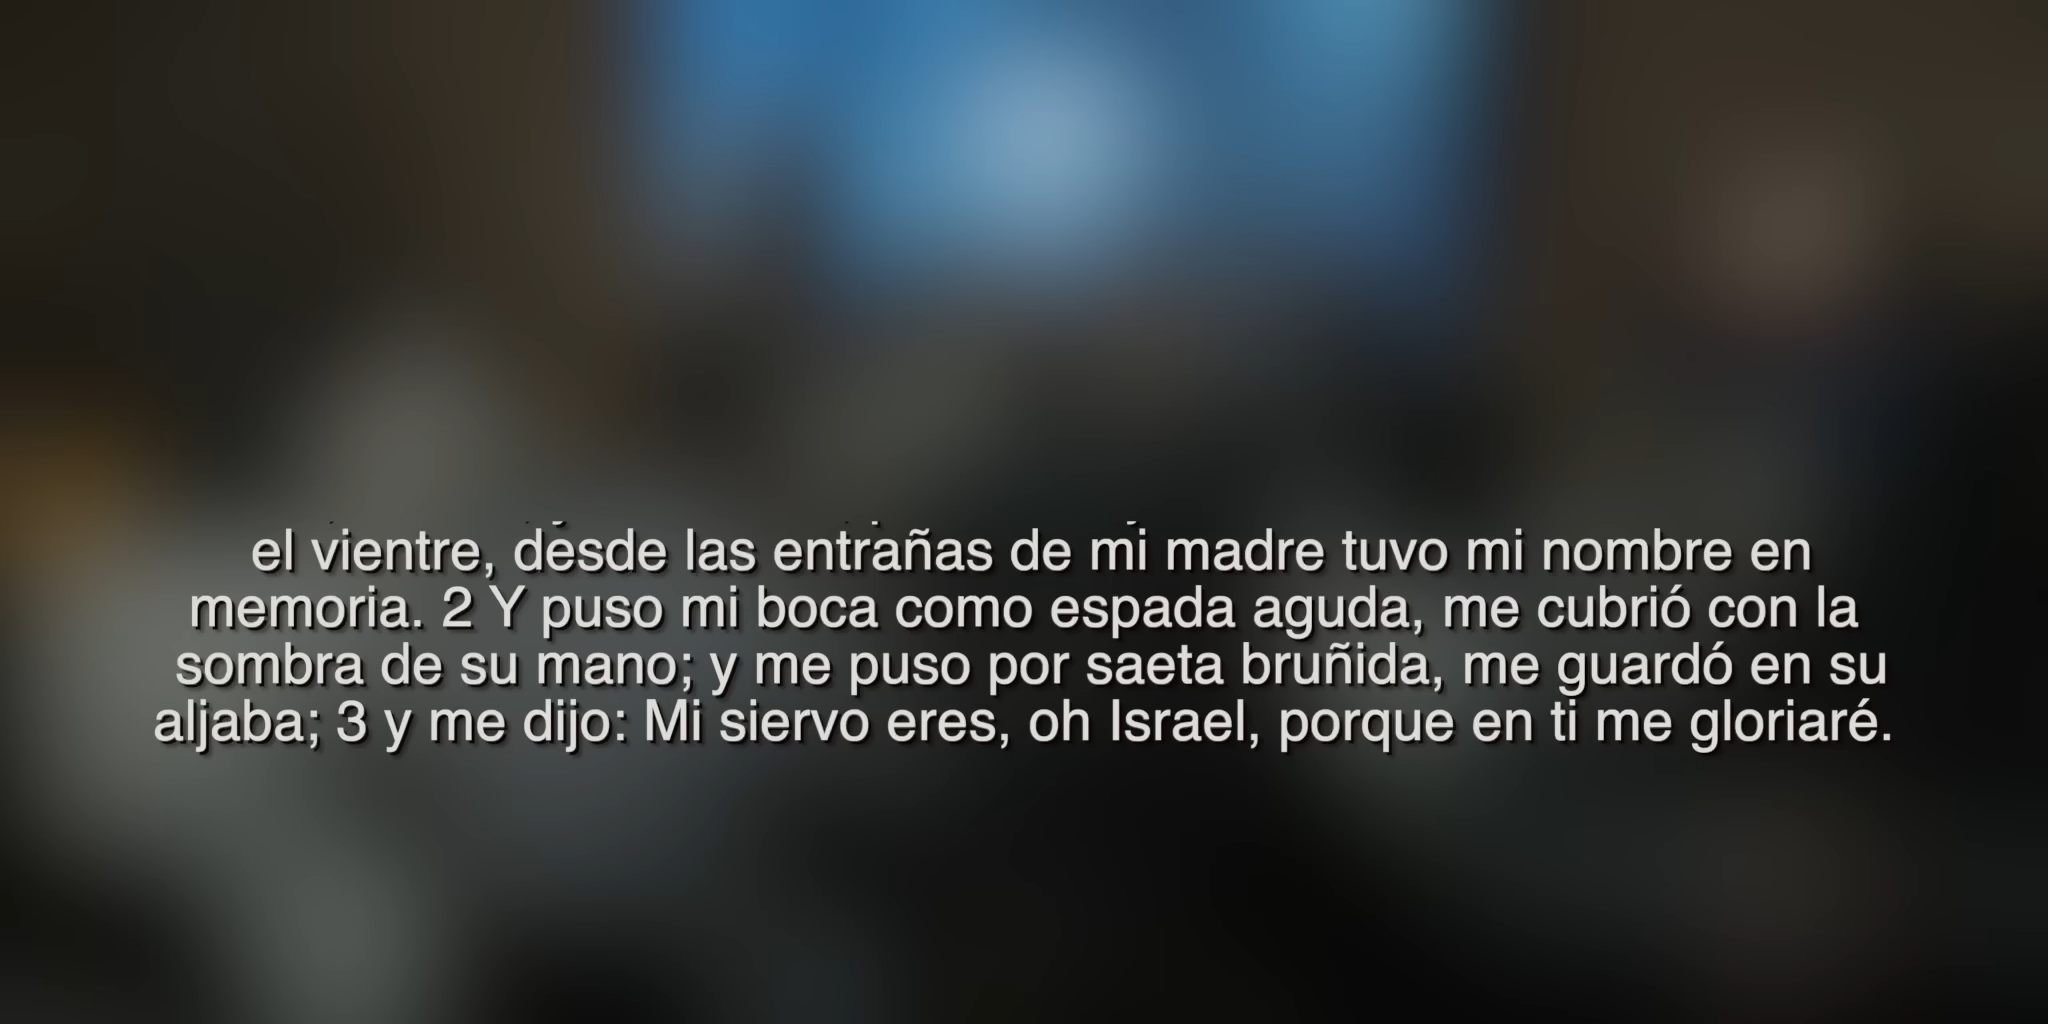 el vientre, desde las entrañas de mi madre tuvo mi nombre en
memoria. 2 Y puso mi boca como espada aguda, me cubrió con la
sombra de su mano; y me puso por saeta bruñida, me guardó en su
aljaba; 3 y me dijo: Mi siervo eres, oh Israel, porque en ti me gloriaré.